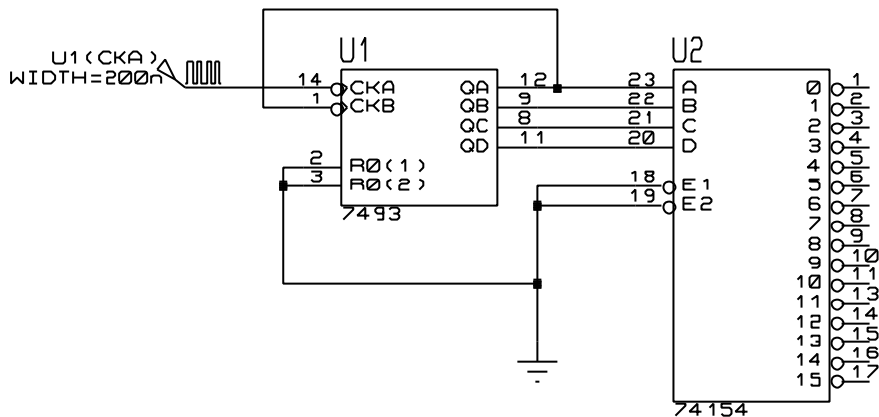 U1
U2
U1(CKA)
WIDTH=200n
14 CKA QA 12 23 A 0 1
1 CKB QB 9 22 B 1 2
QC 8 21 C 2 3
QD 11 20 D 3 4
2 R0(1) 4 5
3 R0(2) 18 E1 5 6
19 E2 6 7
7493
7 8
8 9
9 10
10 11
11 13
12 14
13 15
14 16
15 17
74154